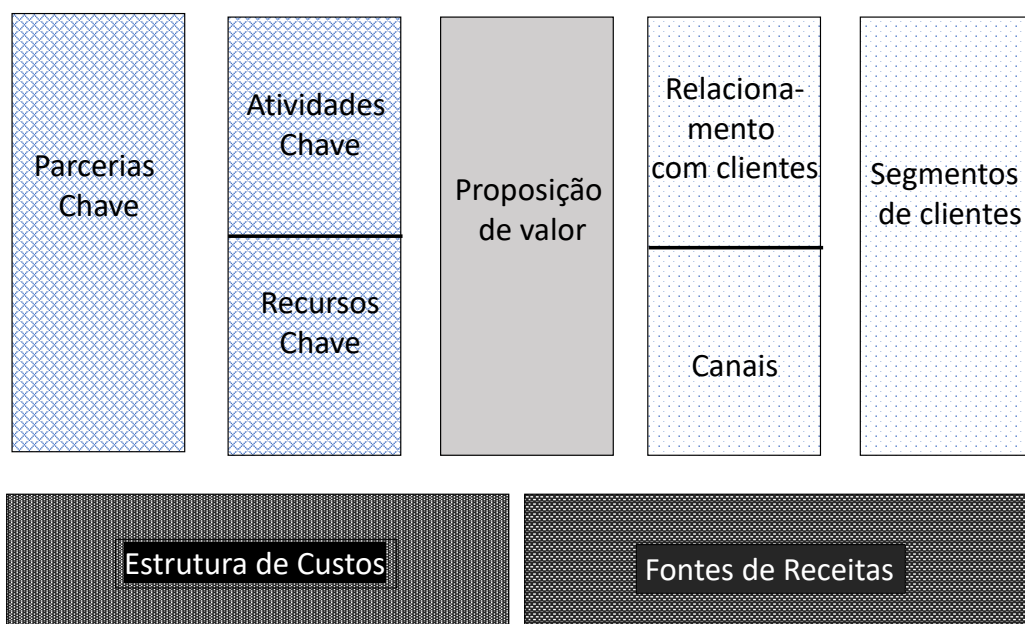 Parcerias
Chave
Atividades
Chave
Recursos
Chave
Proposição
de valor
Relaciona-
mento
com clientes
Canais
Segmentos
de clientes
Estrutura de Custos
Fontes de Receitas